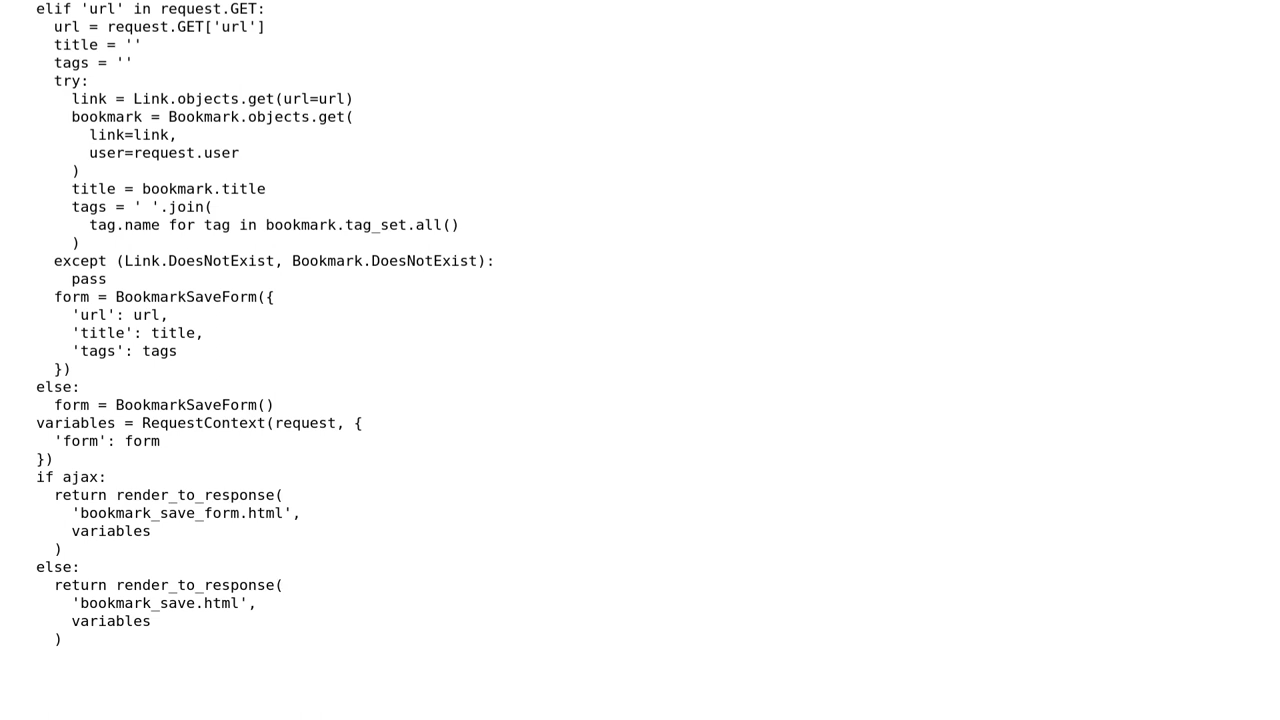 elif 'url' in request.GET:
  url = request.GET['url']
  title = ''
  tags = ''
  try:
    link = Link.objects.get(url=url)
    bookmark = Bookmark.objects.get(
      link=link,
      user=request.user
    )
    title = bookmark.title
    tags = ' '.join(
      tag.name for tag in bookmark.tag_set.all()
    )
  except (Link.DoesNotExist, Bookmark.DoesNotExist):
    pass
  form = BookmarkSaveForm({
    'url': url,
    'title': title,
    'tags': tags
  })
else:
  form = BookmarkSaveForm()
variables = RequestContext(request, {
  'form': form
})
if ajax:
  return render_to_response(
    'bookmark_save_form.html',
    variables
  )
else:
  return render_to_response(
    'bookmark_save.html',
    variables
  )